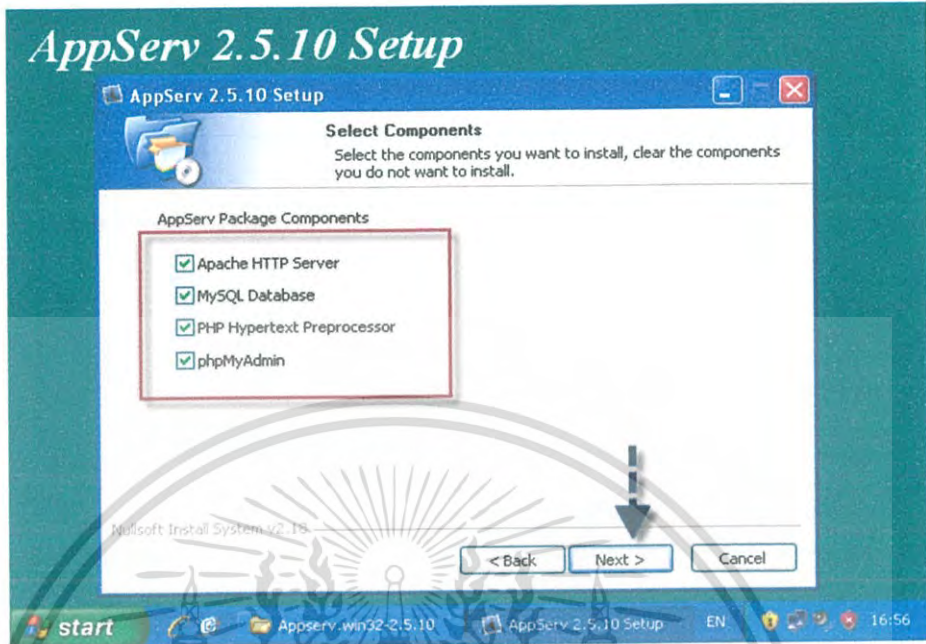 AppServ 2.5.10 Setup
AppServ 2.5.10 Setup
Select Components
Select the components you want to install, clear the components
you do not want to install.
AppServ Package Components
Apache HTTP Server
MySQL Database
PHP Hypertext Preprocessor
phpMyAdmin
Nullsoft Install System v2.18
< Back Next > Cancel
start Appserv.win32-2.5.10 AppServ 2.5.10 Setup EN 16:56